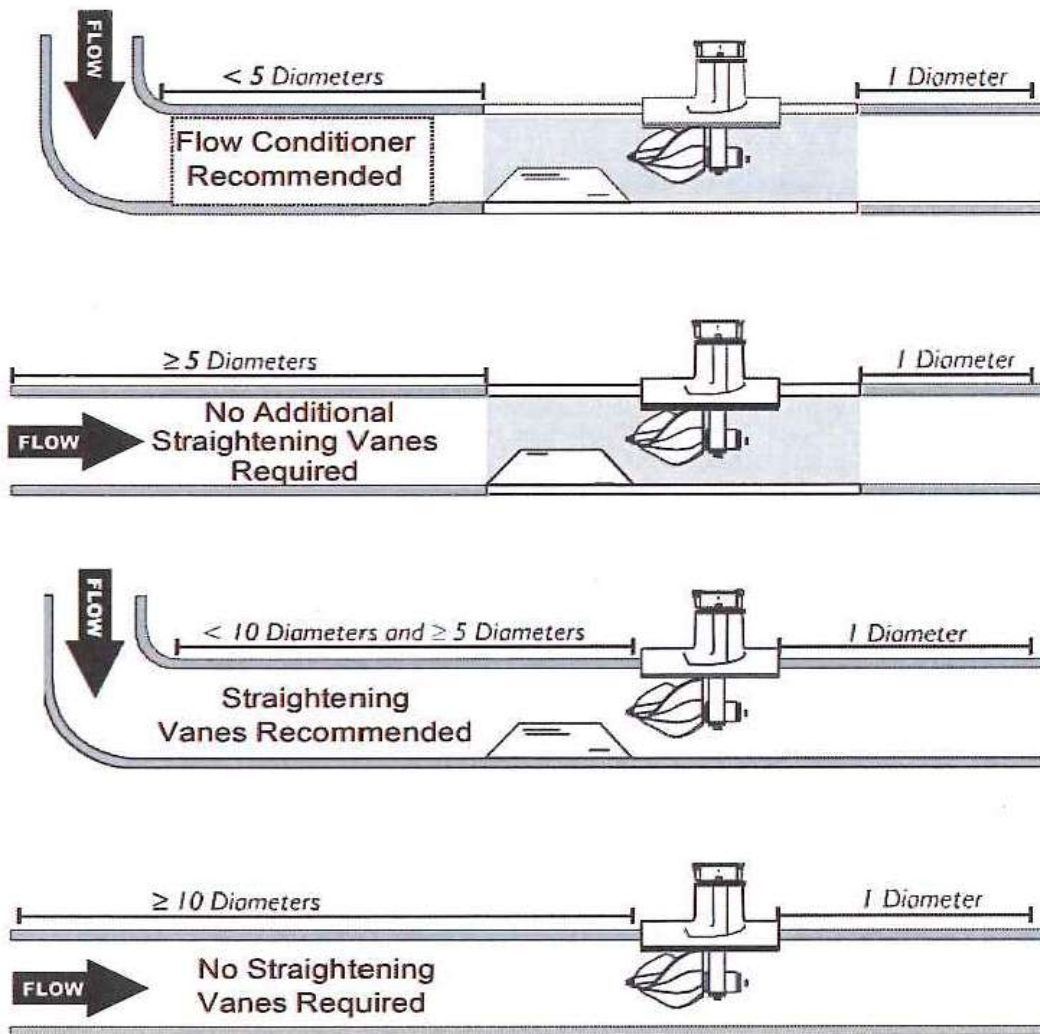 FLOW
< 5 Diameters
1 Diameter
Flow Conditioner
Recommended
≥ 5 Diameters
1 Diameter
FLOW
No Additional
Straightening Vanes
Required
FLOW
< 10 Diameters and ≥ 5 Diameters
1 Diameter
Straightening
Vanes Recommended
≥ 10 Diameters
1 Diameter
FLOW
No Straightening
Vanes Required